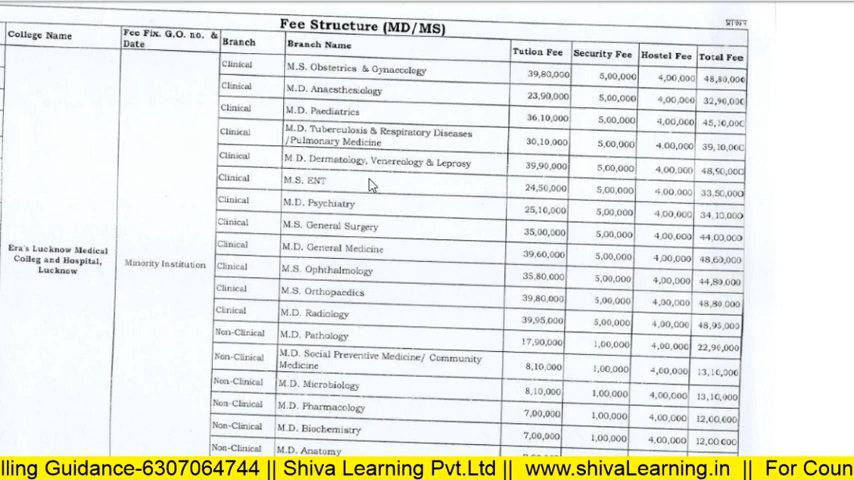 Fee Structure (MD/MS)
प्रारूप
College Name Fee Fix. G.O. no. & Date Branch Branch Name Tution Fee Security Fee Hostel Fee Total Fee
Era's Lucknow Medical Colleg and Hospital, Lucknow Minority Institution
Clinical M.S. Obstetrics & Gynaecology 39,80,000 5,00,000 4,00,000 48,80,000
Clinical M.D. Anaesthesiology 23,90,000 5,00,000 4,00,000 32,90,000
Clinical M.D. Paediatrics 36,10,000 5,00,000 4,00,000 45,10,000
Clinical M.D. Tuberculosis & Respiratory Diseases /Pulmonary Medicine 30,10,000 5,00,000 4,00,000 39,10,000
Clinical M.D. Dermatology, Venereology & Leprosy 39,90,000 5,00,000 4,00,000 48,90,000
Clinical M.S. ENT 24,50,000 5,00,000 4,00,000 33,50,000
Clinical M.D. Psychiatry 25,10,000 5,00,000 4,00,000 34,10,000
Clinical M.S. General Surgery 35,00,000 5,00,000 4,00,000 44,00,000
Clinical M.D. General Medicine 39,60,000 5,00,000 4,00,000 48,60,000
Clinical M.S. Ophthalmology 35,80,000 5,00,000 4,00,000 44,80,000
Clinical M.S. Orthopaedics 39,80,000 5,00,000 4,00,000 48,80,000
Clinical M.D. Radiology 39,95,000 5,00,000 4,00,000 48,95,000
Non-Clinical M.D. Pathology 17,90,000 1,00,000 4,00,000 22,90,000
Non-Clinical M.D. Social Preventive Medicine/ Community Medicine 8,10,000 1,00,000 4,00,000 13,10,000
Non-Clinical M.D. Microbiology 8,10,000 1,00,000 4,00,000 13,10,000
Non-Clinical M.D. Pharmacology 7,00,000 1,00,000 4,00,000 12,00,000
Non-Clinical M.D. Biochemistry 7,00,000 1,00,000 4,00,000 12,00,000
Non-Clinical M.D. Anatomy
lling Guidance-6307064744 || Shiva Learning Pvt.Ltd || www.shivaLearning.in || For Coun